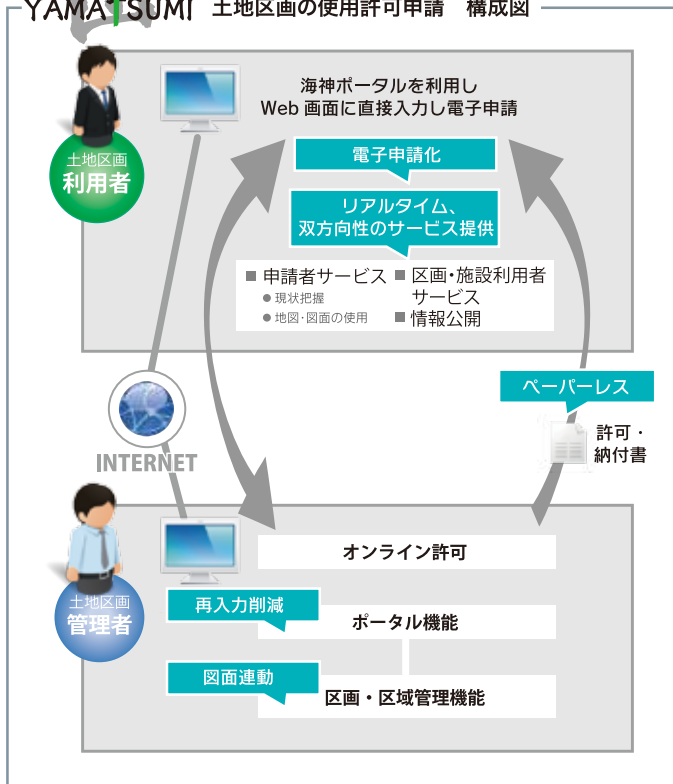 YAMATSUMI 土地区画の使用許可申請 構成図
海神ポータルを利用し
Web 画面に直接入力し電子申請
土地区画
利用者
電子申請化
リアルタイム、
双方向性のサービス提供
■ 申請者サービス
● 現状把握
● 地図・図面の使用
■ 区画・施設利用者
サービス
■ 情報公開
ペーパーレス
許可・
納付書
INTERNET
土地区画
管理者
オンライン許可
再入力削減
ポータル機能
図面連動
区画・区域管理機能